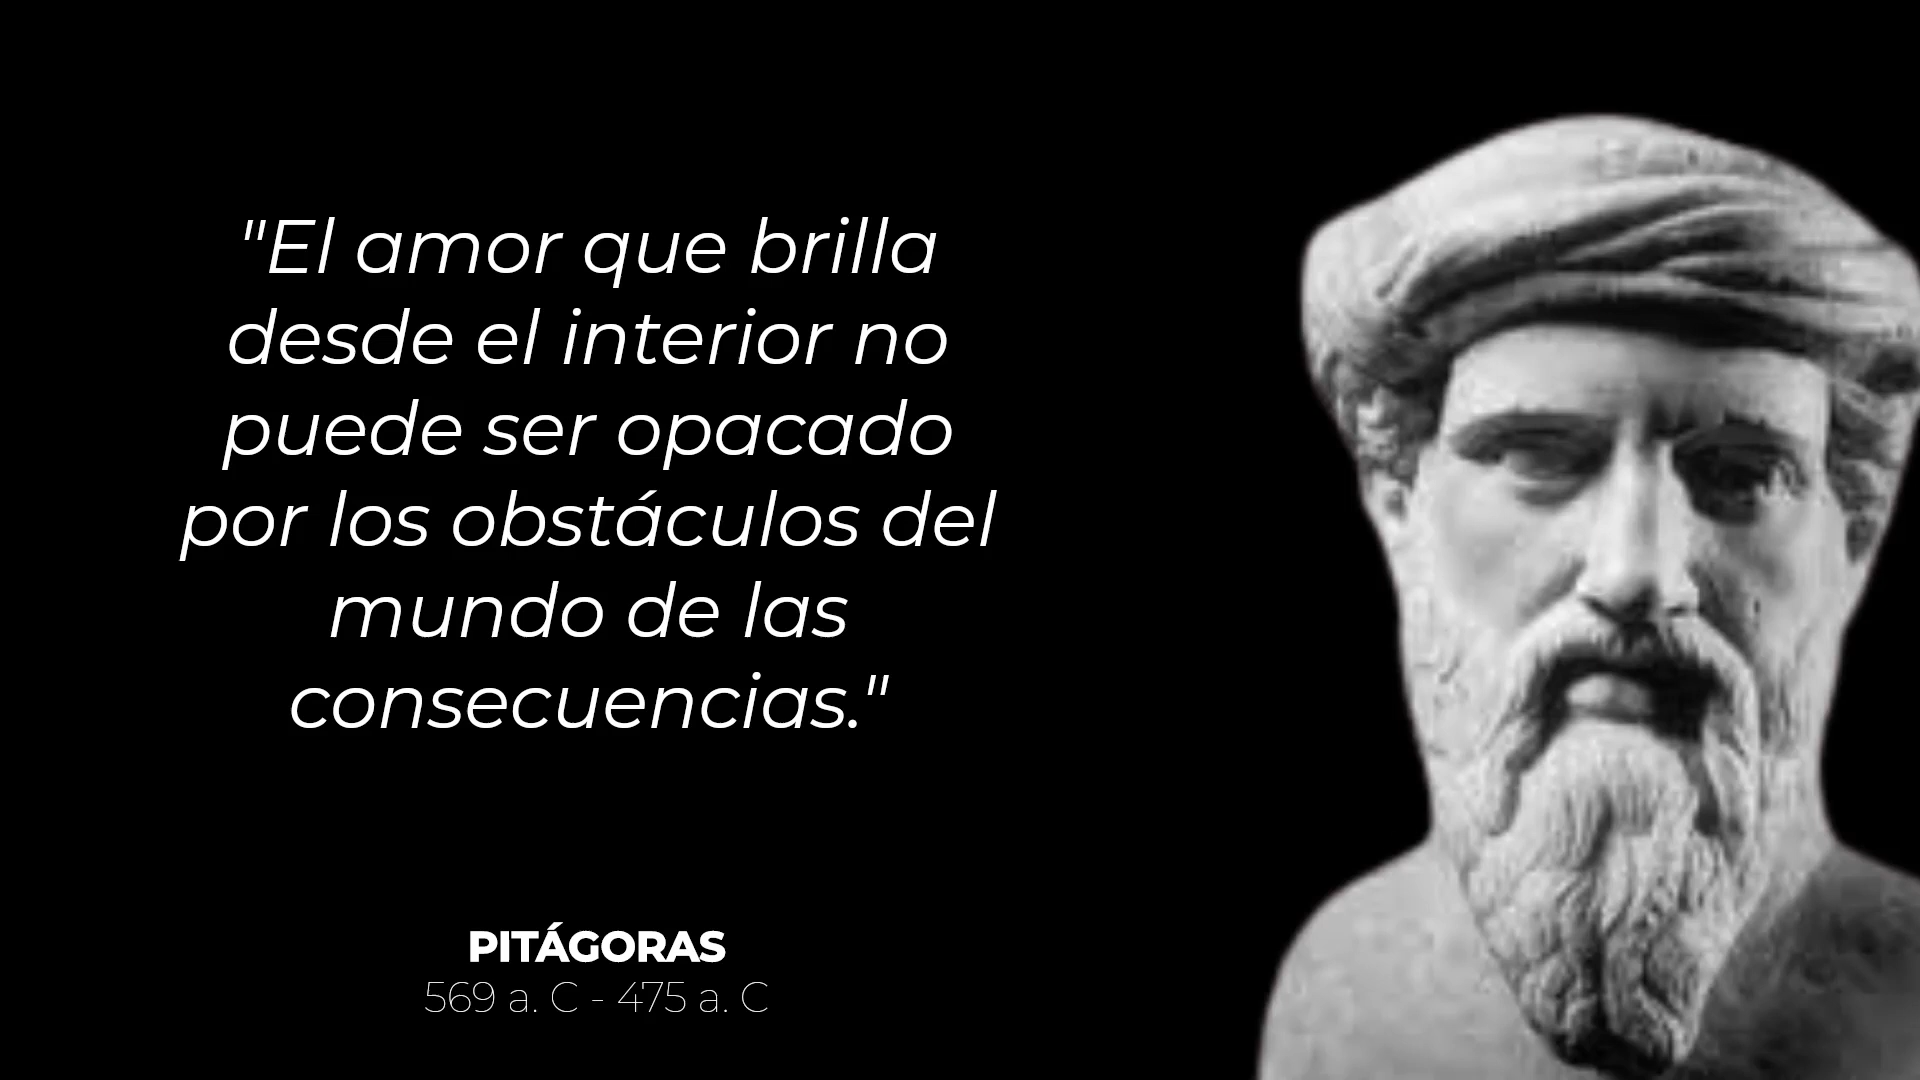 "El amor que brilla
desde el interior no
puede ser opacado
por los obstáculos del
mundo de las
consecuencias."
PITÁGORAS
569 a. C - 475 a. C